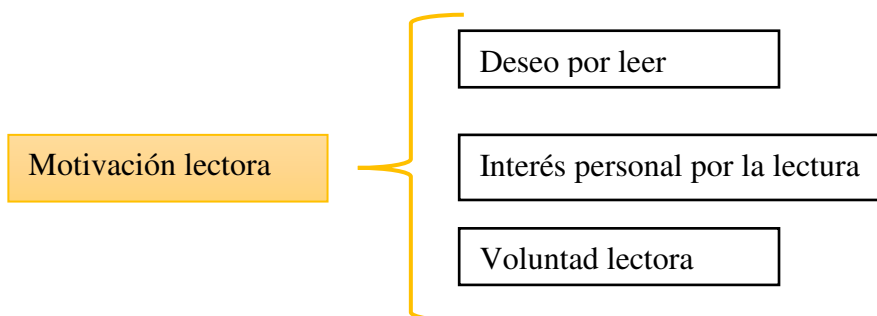 Motivación lectora
Deseo por leer
Interés personal por la lectura
Voluntad lectora